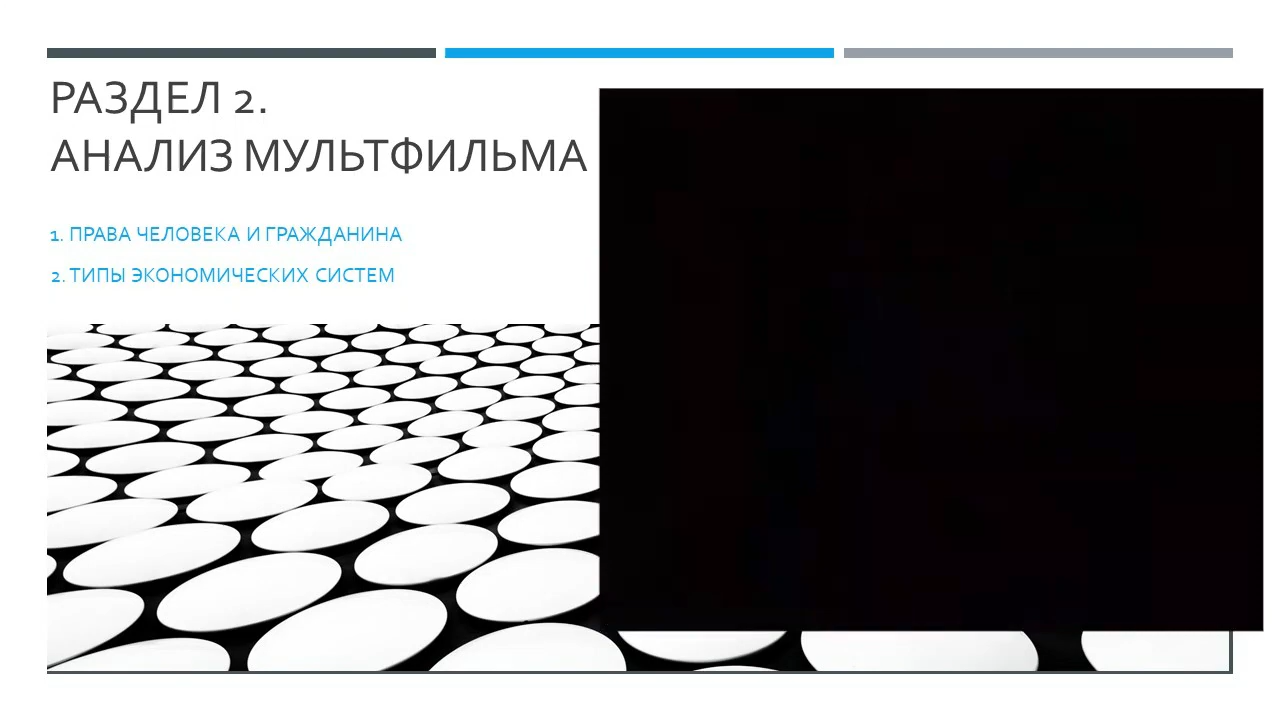 РАЗДЕЛ 2.
АНАЛИЗ МУЛЬТФИЛЬМА
1. ПРАВА ЧЕЛОВЕКА И ГРАЖДАНИНА
2. ТИПЫ ЭКОНОМИЧЕСКИХ СИСТЕМ